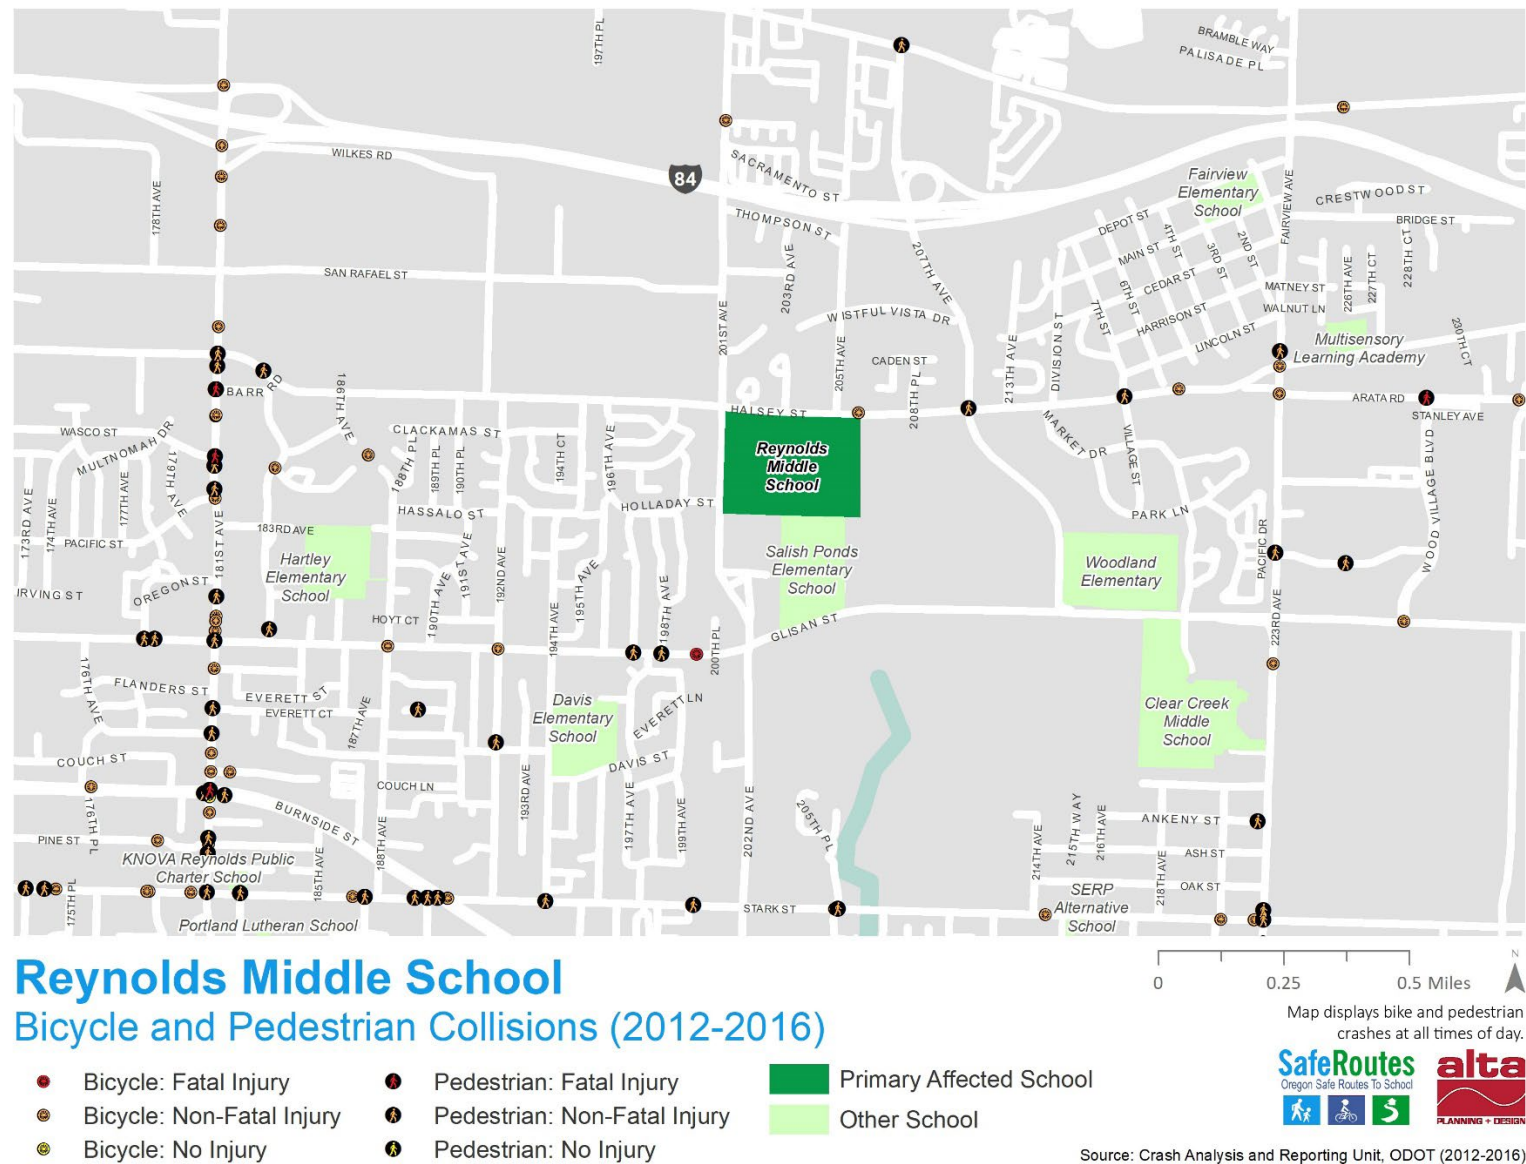 197TH PL
BRAMBLE WAY
PALISADE PL
WILKES RD
84
SACRAMENTO ST
Fairview
Elementary
School
178TH AVE
THOMPSON ST
DEPOT ST
4TH ST
2ND ST
FAIRVIEW AVE
CRESTWOOD ST
BRIDGE ST
MAIN ST
3RD ST
228TH CT
SAN RAFAEL ST
203RD AVE
207TH AVE
CEDAR ST
6TH ST
226TH AVE
227TH CT
MATNEY ST
WALNUT LN
201ST AVE
WISTFUL VISTA DR
7TH ST
HARRISON ST
LINCOLN ST
Multisensory
Learning Academy
230TH CT
205TH AVE
CADEN ST
213TH AVE
DIVISION ST
BARR RD
186TH AVE
208TH PL
HALSEY ST
ARATA RD
STANLEY AVE
WASCO ST
MULTNOMAH DR
CLACKAMAS ST
188TH PL
189TH PL
190TH PL
194TH CT
196TH AVE
Reynolds
Middle
School
MARKET DR
VILLAGE ST
173RD AVE
174TH AVE
177TH AVE
179TH AVE
HASSALO ST
HOLLADAY ST
PARK LN
WOOD VILLAGE BLVD
PACIFIC ST
181ST AVE
183RD AVE
Hartley
Elementary
School
191ST AVE
192ND AVE
Salish Ponds
Elementary
School
Woodland
Elementary
PACIFIC DR
IRVING ST
OREGON ST
190TH AVE
195TH AVE
198TH AVE
HOYT CT
194TH AVE
200TH PL
GLISAN ST
223RD AVE
176TH AVE
FLANDERS ST
EVERETT ST
EVERETT CT
187TH AVE
Davis
Elementary
School
EVERETT LN
Clear Creek
Middle
School
COUCH ST
DAVIS ST
COUCH LN
193RD AVE
197TH AVE
199TH AVE
202ND AVE
205TH PL
176TH PL
BURNSIDE ST
188TH AVE
214TH AVE
215TH WAY
216TH AVE
ANKENY ST
PINE ST
KNOVA Reynolds Public
Charter School
185TH AVE
ASH ST
218TH AVE
OAK ST
175TH PL
STARK ST
SERP
Alternative
School
Portland Lutheran School
Reynolds Middle School
Bicycle and Pedestrian Collisions (2012-2016)
Bicycle: Fatal Injury
Bicycle: Non-Fatal Injury
Bicycle: No Injury
Pedestrian: Fatal Injury
Pedestrian: Non-Fatal Injury
Pedestrian: No Injury
Primary Affected School
Other School
0 0.25 0.5 Miles
N
Map displays bike and pedestrian
crashes at all times of day.
SafeRoutes
Oregon Safe Routes To School
alta
PLANNING + DESIGN
Source: Crash Analysis and Reporting Unit, ODOT (2012-2016)